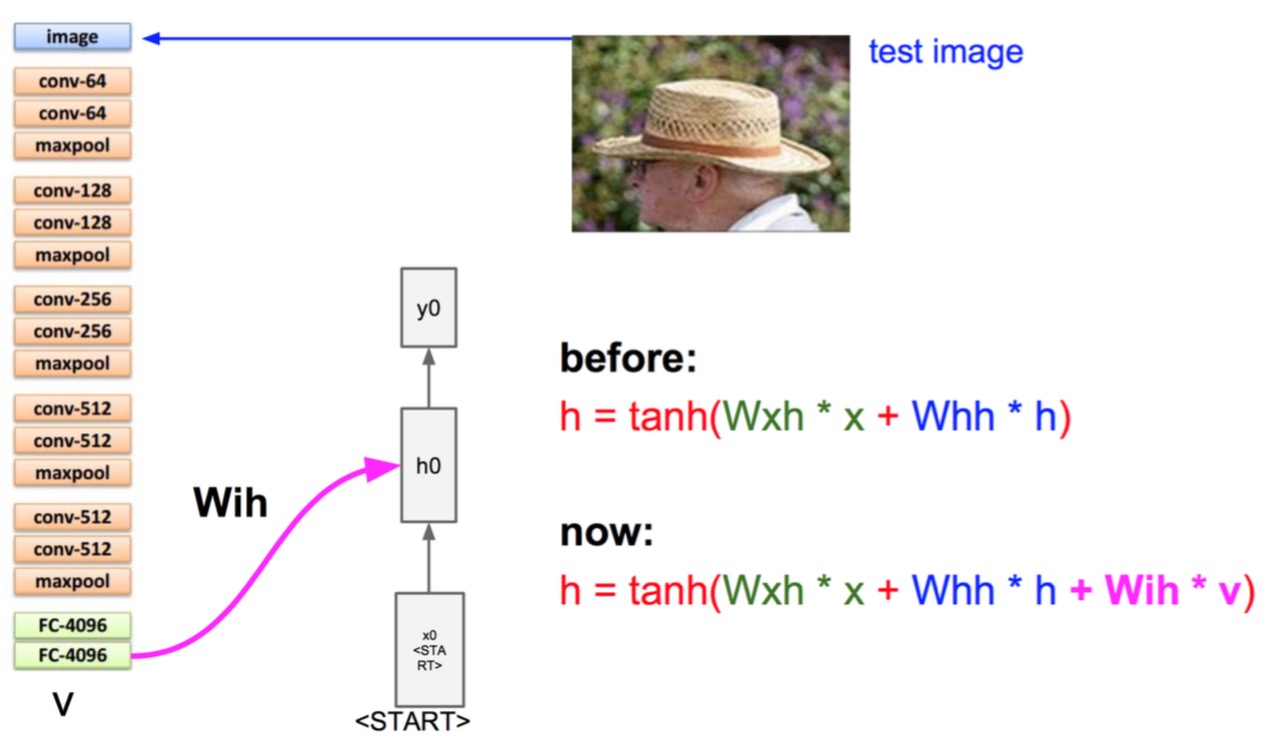 image
test image
conv-64
conv-64
maxpool
conv-128
conv-128
maxpool
conv-256
conv-256
maxpool
conv-512
conv-512
maxpool
conv-512
conv-512
maxpool
FC-4096
FC-4096
V
Wih
y0
h0
x0
<STA
RT>
<START>
before:
h = tanh(Wxh * x + Whh * h)
now:
h = tanh(Wxh * x + Whh * h + Wih * v)